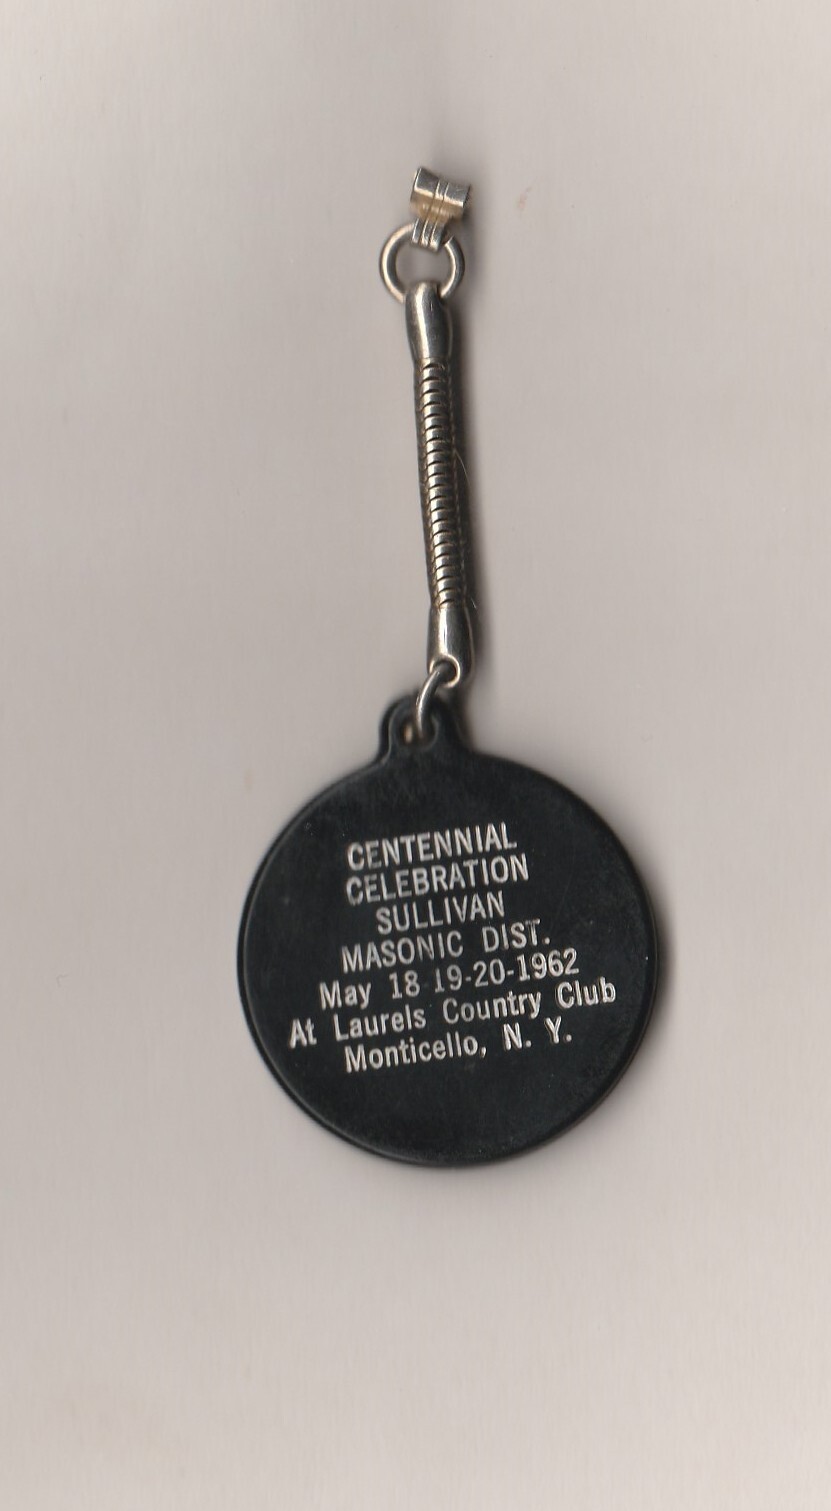 CENTENNIAL
CELEBRATION
SULLIVAN
MASONIC DIST.
May 18 19-20-1962
At Laurels Country Club
Monticello, N. Y.